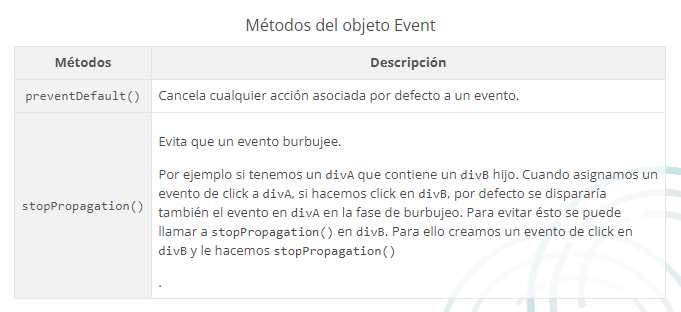 Métodos del objeto Event
Métodos Descripción
preventDefault() Cancela cualquier acción asociada por defecto a un evento.
Evita que un evento burbujee.
Por ejemplo si tenemos un divA que contiene un divB hijo. Cuando asignamos un
evento de click a divA, si hacemos click en divB, por defecto se dispararía
stopPropagation() también el evento en divA en la fase de burbujeo. Para evitar ésto se puede
llamar a stopPropagation() en divB. Para ello creamos un evento de click en
divB y le hacemos stopPropagation()
.